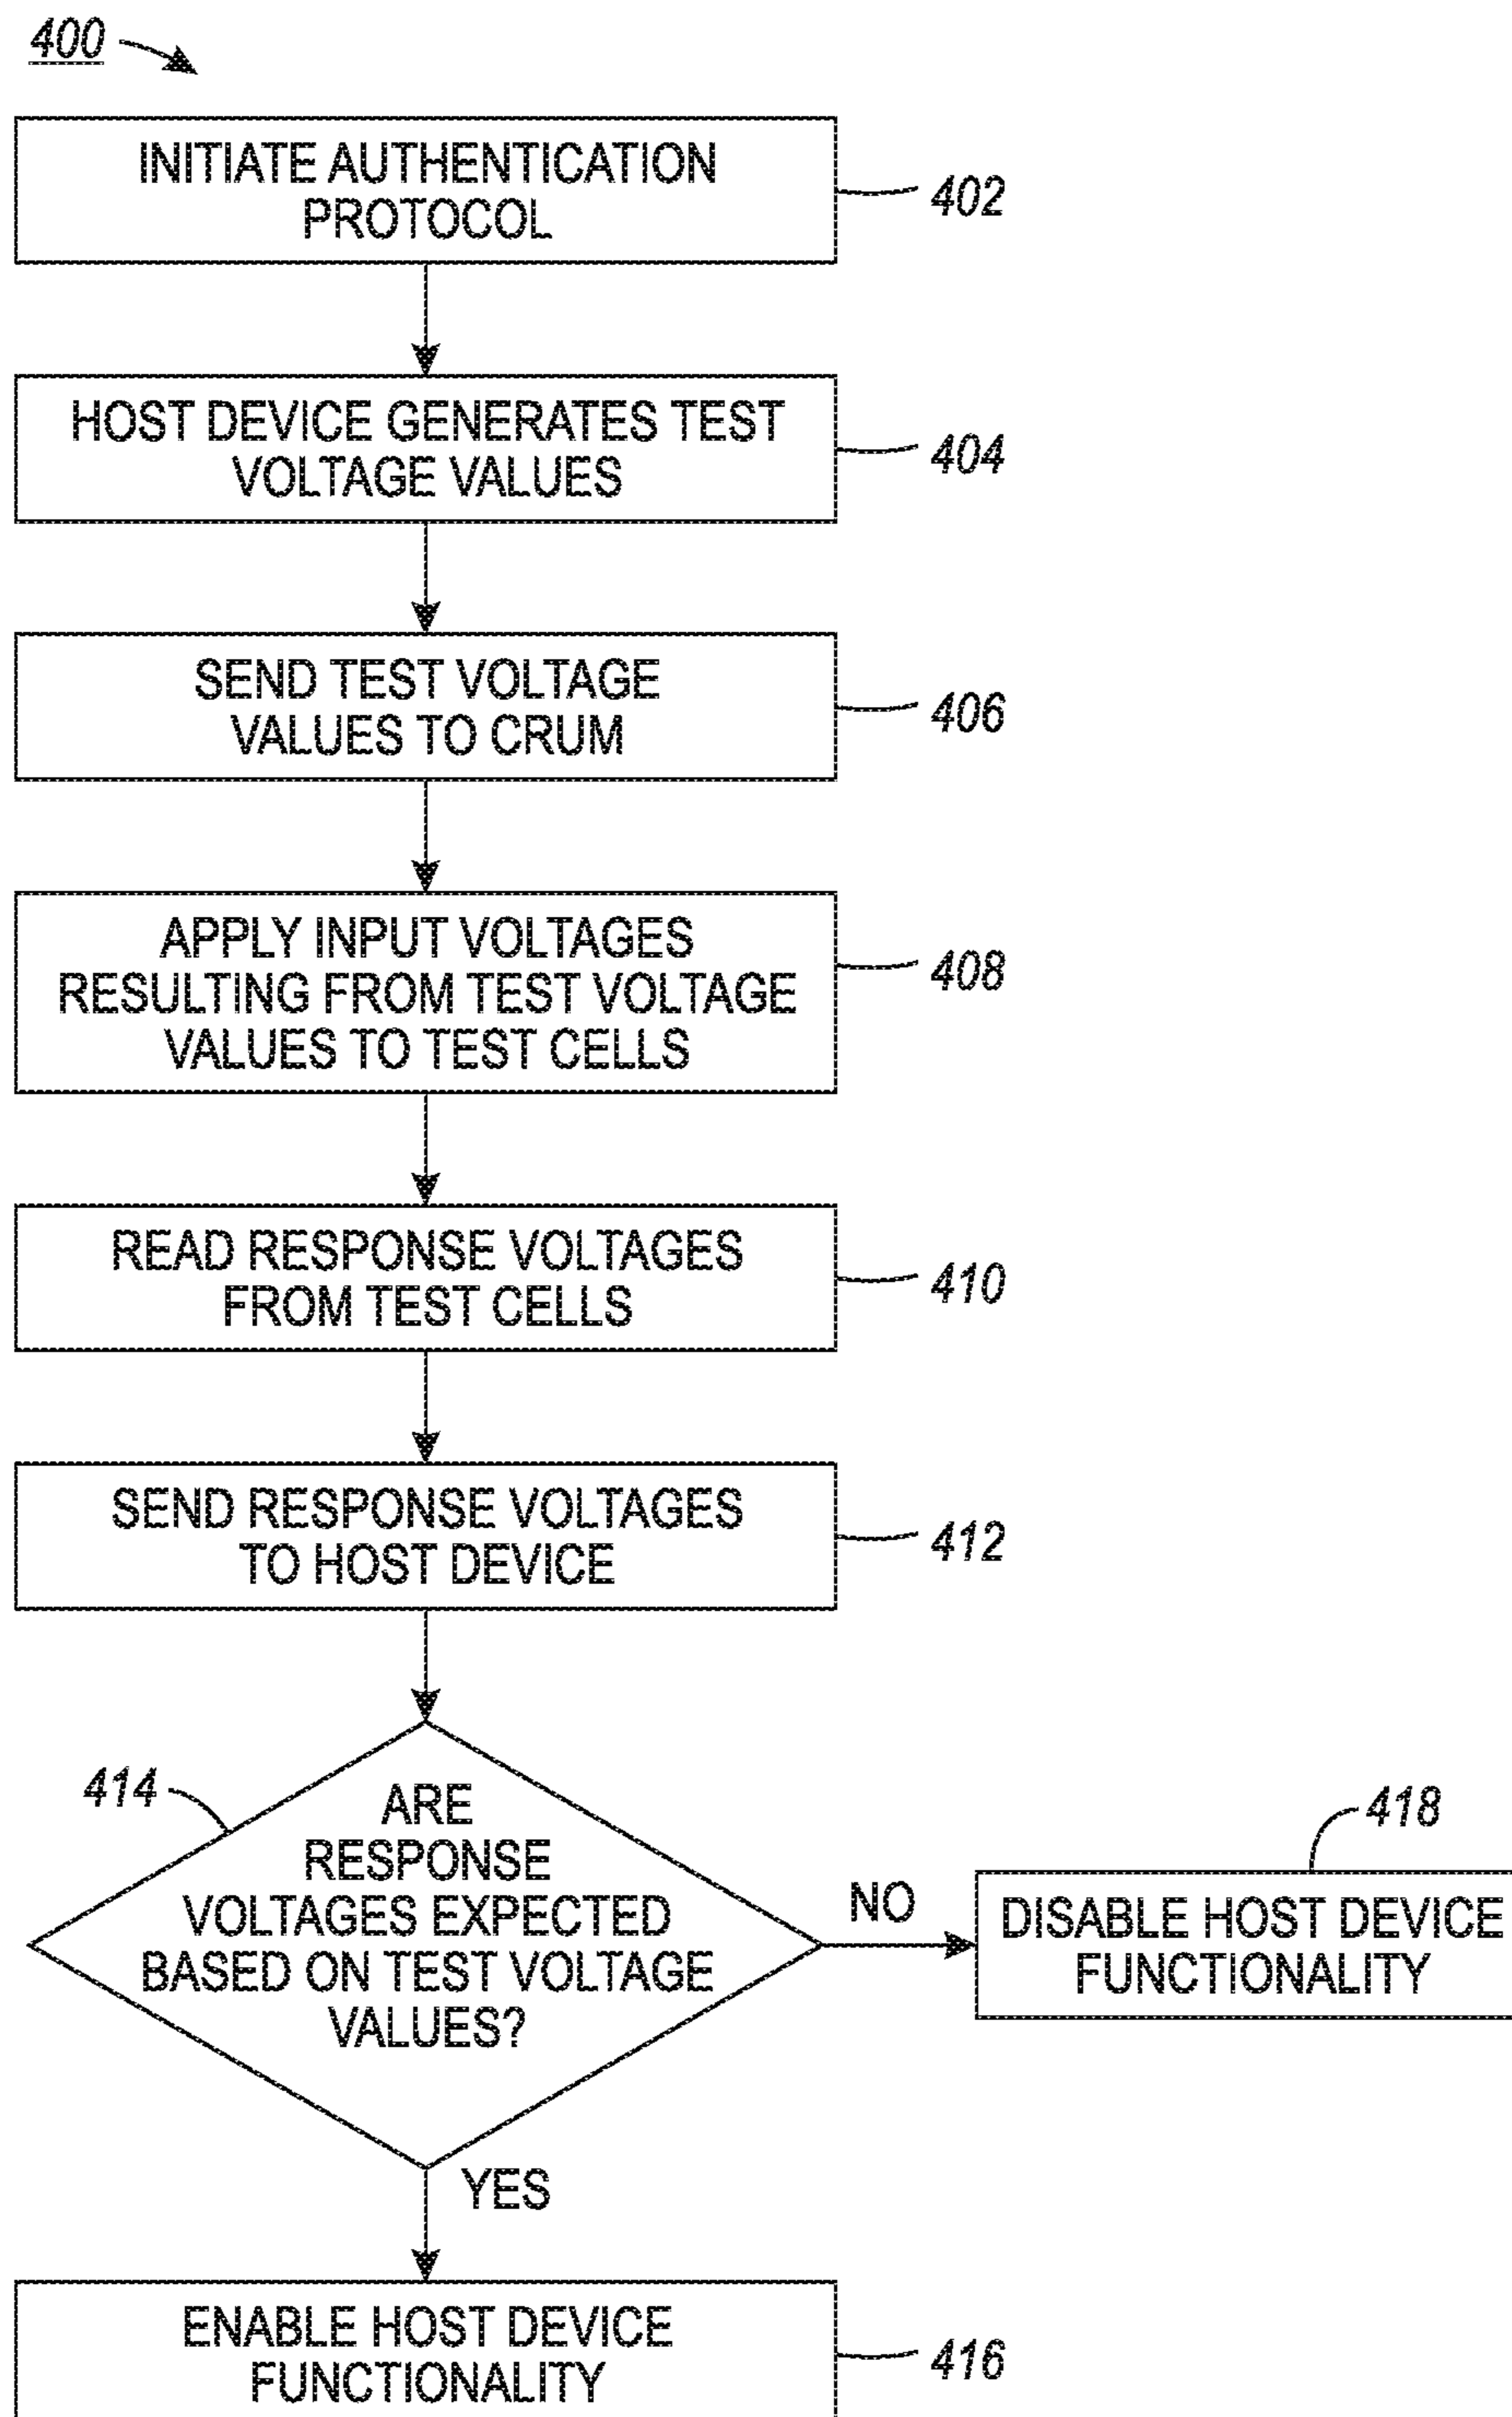 400
INITIATE AUTHENTICATION
PROTOCOL
402
HOST DEVICE GENERATES TEST
VOLTAGE VALUES
404
SEND TEST VOLTAGE
VALUES TO CRUM
406
APPLY INPUT VOLTAGES
RESULTING FROM TEST VOLTAGE
VALUES TO TEST CELLS
408
READ RESPONSE VOLTAGES
FROM TEST CELLS
410
SEND RESPONSE VOLTAGES
TO HOST DEVICE
412
414
ARE
RESPONSE
VOLTAGES EXPECTED
BASED ON TEST VOLTAGE
VALUES?
NO
418
DISABLE HOST DEVICE
FUNCTIONALITY
YES
ENABLE HOST DEVICE
FUNCTIONALITY
416